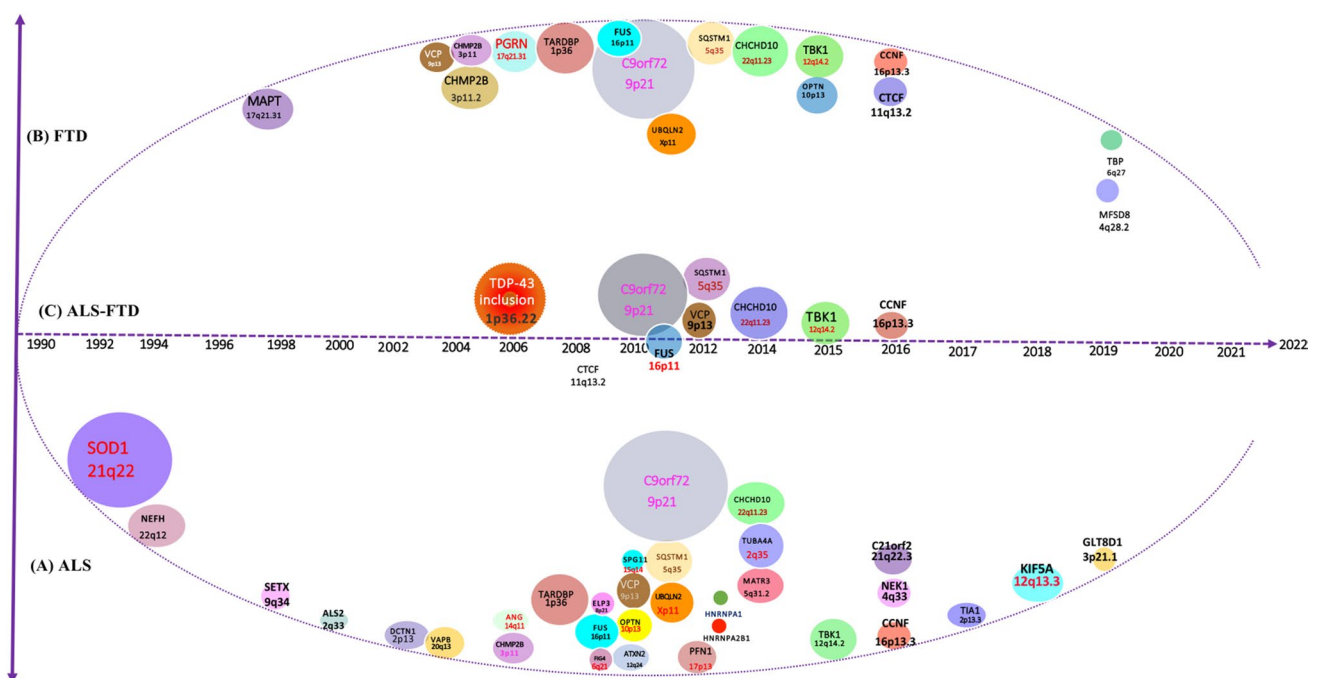 FUS
16p11
VCP
9p13
CHMP2B
3p11
PGRN
17q21.31
TARDBP
1p36
C9orf72
9p21
SQSTM1
5q35
CHCHD10
22q11.23
TBK1
12q14.2
CCNF
16p13.3
MAPT
17q21.31
CHMP2B
3p11.2
OPTN
10p13
CTCF
11q13.2
UBQLN2
Xp11
(B) FTD
TBP
6q27
MFSD8
4q28.2
(C) ALS-FTD
TDP-43
inclusion
1p36.22
C9orf72
9p21
SQSTM1
5q35
VCP
9p13
CHCHD10
22q11.23
TBK1
12q14.2
CCNF
16p13.3
1990 1992 1994 1996 1998 2000 2002 2004 2006 2008 2010 2012 2014 2015 2016 2017 2018 2019 2020 2021 2022
FUS
16p11
CTCF
11q13.2
SOD1
21q22
NEFH
22q12
C9orf72
9p21
CHCHD10
22q11.23
(A) ALS
SETX
9q34
ALS2
2q33
DCTN1
2p13
VAPB
20q13
ANG
14q11
CHMP2B
3p11
TARDBP
1p36
SPG11
15q14
SQSTM1
5q35
VCP
9p13
ELP3
8p21
UBQLN2
Xp11
FUS
16p11
OPTN
10p13
FIG4
6q21
ATXN2
12q24
PFN1
17p13
HNRNPA1
HNRNPA2B1
TUBA4A
2q35
MATR3
5q31.2
TBK1
12q14.2
C21orf2
21q22.3
NEK1
4q33
CCNF
16p13.3
TIA1
2p13.3
KIF5A
12q13.3
GLT8D1
3p21.1